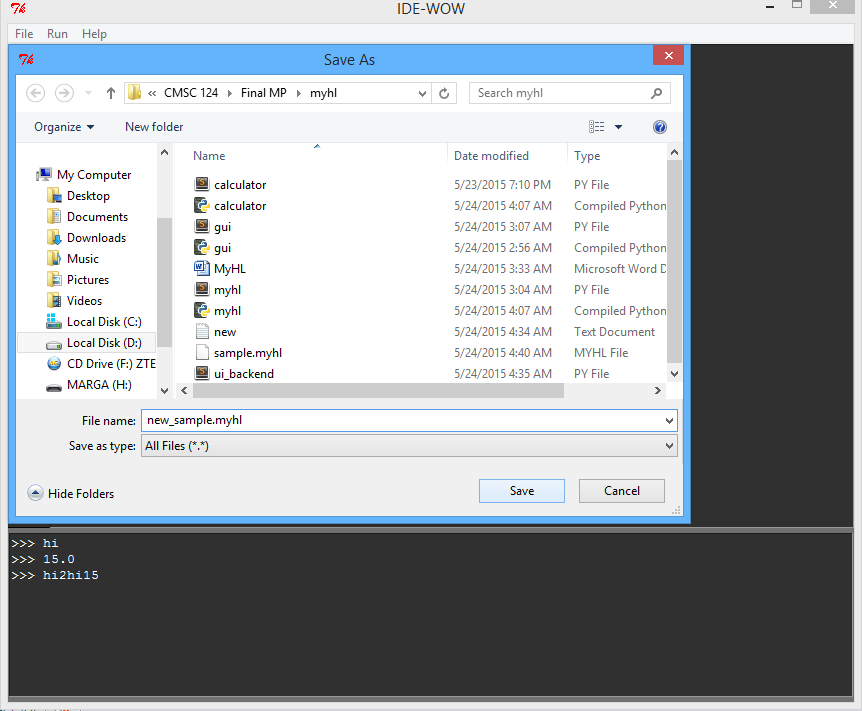 IDE-WOW
File Run Help
Save As
« CMSC 124 Final MP myhl Search myhl
Organize New folder
Name Date modified Type
My Computer
Desktop
Documents
Downloads
Music
Pictures
Videos
Local Disk (C:)
Local Disk (D:)
CD Drive (F:) ZTE
MARGA (H:)
calculator 5/23/2015 7:10 PM PY File
calculator 5/24/2015 4:07 AM Compiled Python
gui 5/24/2015 3:07 AM PY File
gui 5/24/2015 2:56 AM Compiled Python
MyHL 5/24/2015 3:33 AM Microsoft Word D
myhl 5/24/2015 3:04 AM PY File
myhl 5/24/2015 4:07 AM Compiled Python
new 5/24/2015 4:34 AM Text Document
sample.myhl 5/24/2015 4:40 AM MYHL File
ui_backend 5/24/2015 4:35 AM PY File
File name: new_sample.myhl
Save as type: All Files (*.*)
Hide Folders Save Cancel
>>> hi
>>> 15.0
>>> hi2hi15